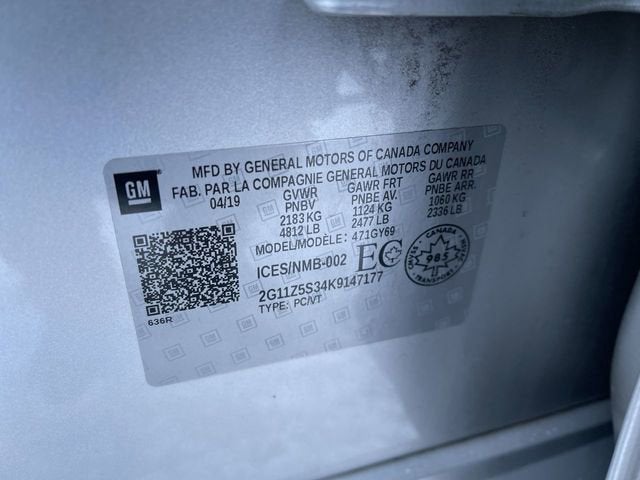 MFD BY GENERAL MOTORS OF CANADA COMPANY
FAB. PAR LA COMPAGNIE GENERAL MOTORS DU CANADA
GM
04/19 GVWR GAWR FRT GAWR RR
PNBV PNBE AV. PNBE ARR.
2183 KG 1124 KG 1060 KG
4812 LB 2477 LB 2336 LB
MODEL/MODÈLE: 471GY69
ICES/NMB-002 EC
CANADA
985
TRANSPORT
2G11Z5S34K9147177
TYPE: PC/VT
636R